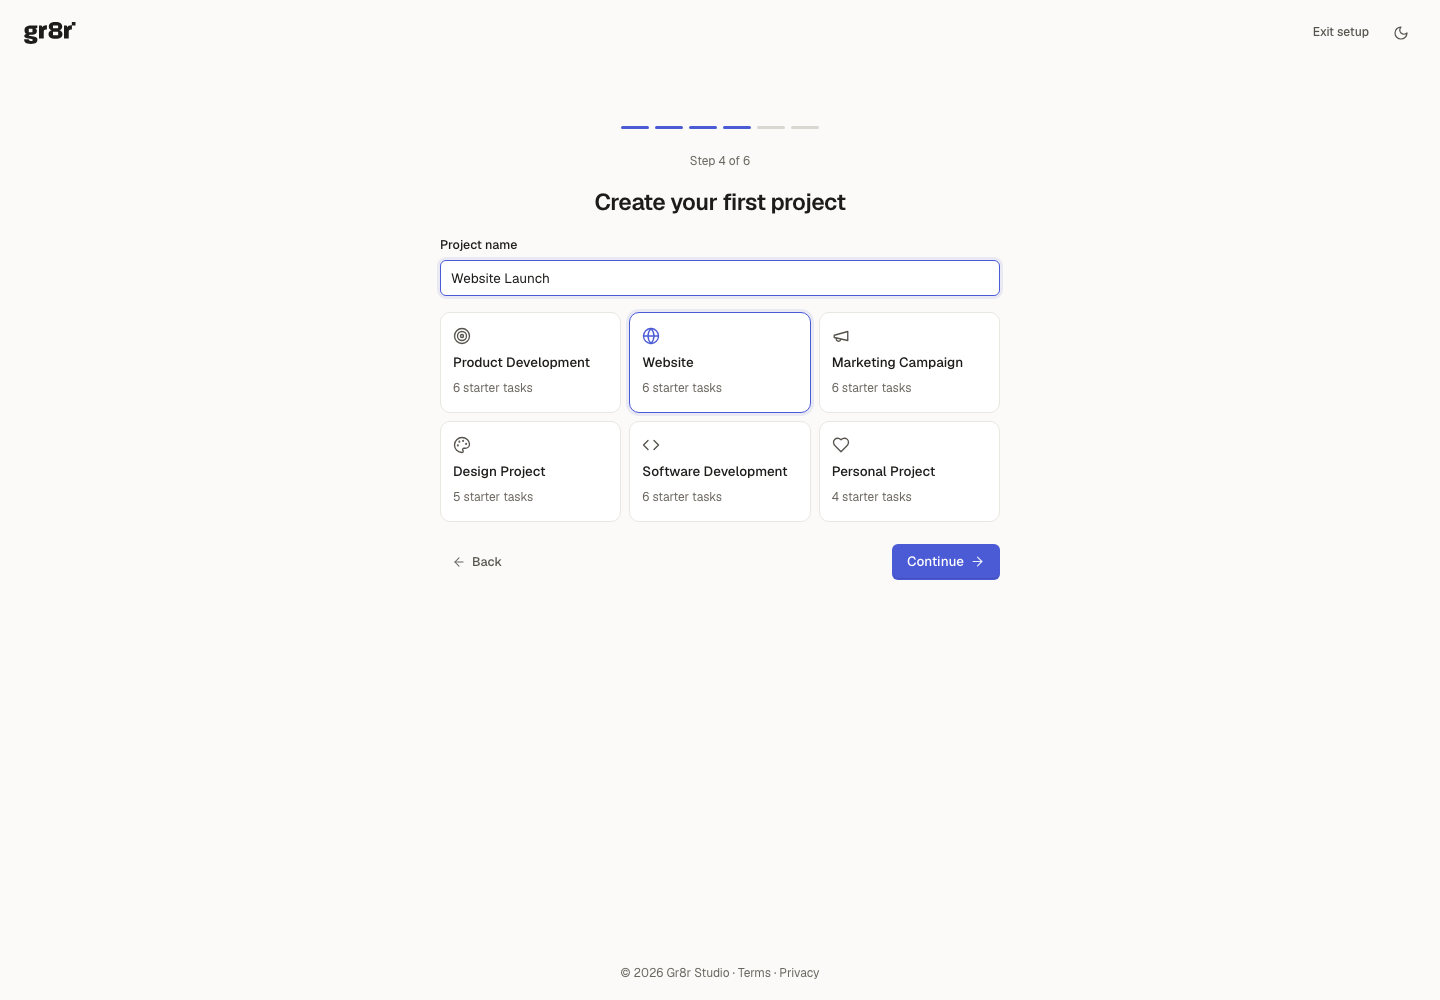 gr8r
Exit setup
Step 4 of 6
Create your first project
Project name
Website Launch
Product Development
6 starter tasks
Website
6 starter tasks
Marketing Campaign
6 starter tasks
Design Project
5 starter tasks
Software Development
6 starter tasks
Personal Project
4 starter tasks
Back
Continue
© 2026 Gr8r Studio · Terms · Privacy